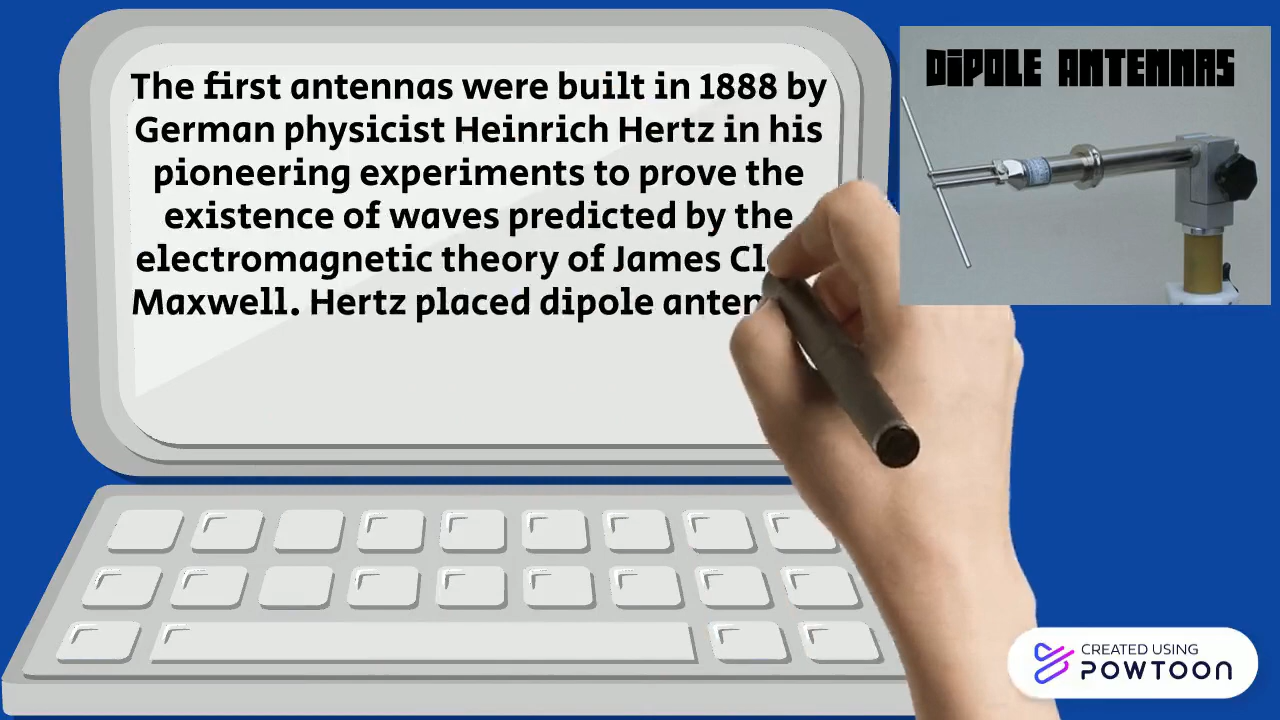 The first antennas were built in 1888 by
German physicist Heinrich Hertz in his
pioneering experiments to prove the
existence of waves predicted by the
electromagnetic theory of James
Maxwell. Hertz placed dipole
DIPOLE ANTENNAS
CREATED USING
POWTOON